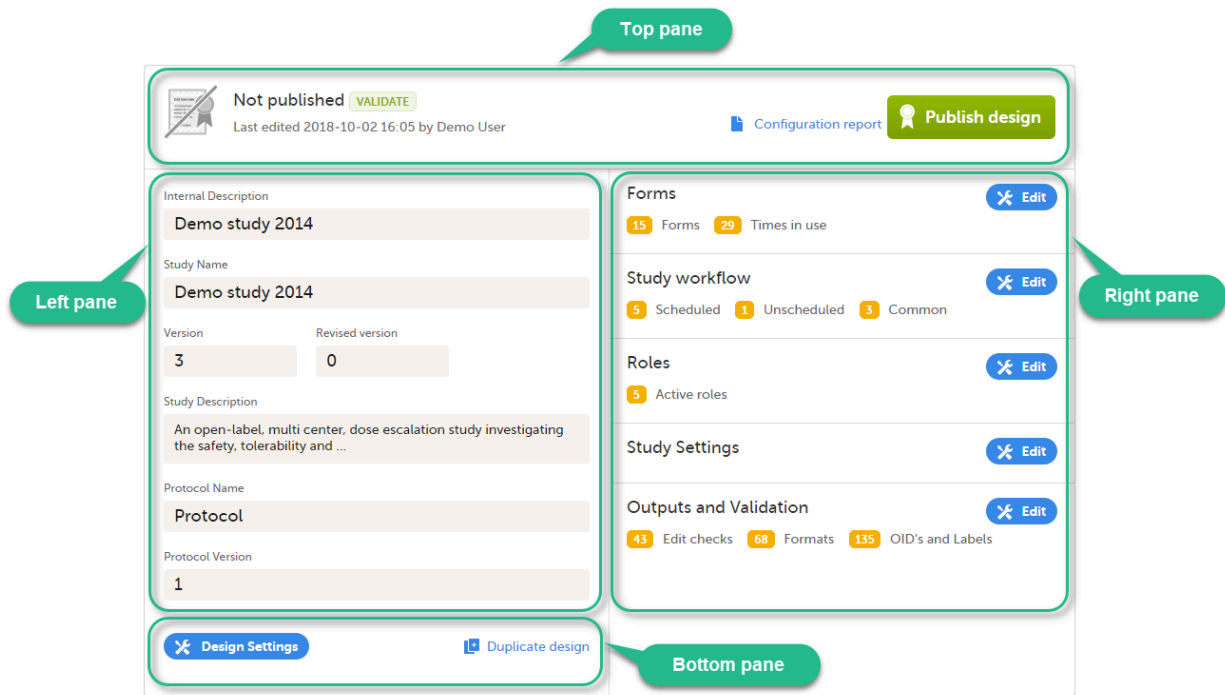 Top pane
Not published VALIDATE
Last edited 2018-10-02 16:05 by Demo User
Configuration report
Publish design
Left pane
Internal Description
Demo study 2014
Study Name
Demo study 2014
Version Revised version
3 0
Study Description
An open-label, multi center, dose escalation study investigating
the safety, tolerability and ...
Protocol Name
Protocol
Protocol Version
1
Right pane
Forms Edit
15 Forms 29 Times in use
Study workflow Edit
5 Scheduled 1 Unscheduled 3 Common
Roles Edit
5 Active roles
Study Settings Edit
Outputs and Validation Edit
43 Edit checks 68 Formats 135 OID's and Labels
Design Settings Duplicate design
Bottom pane